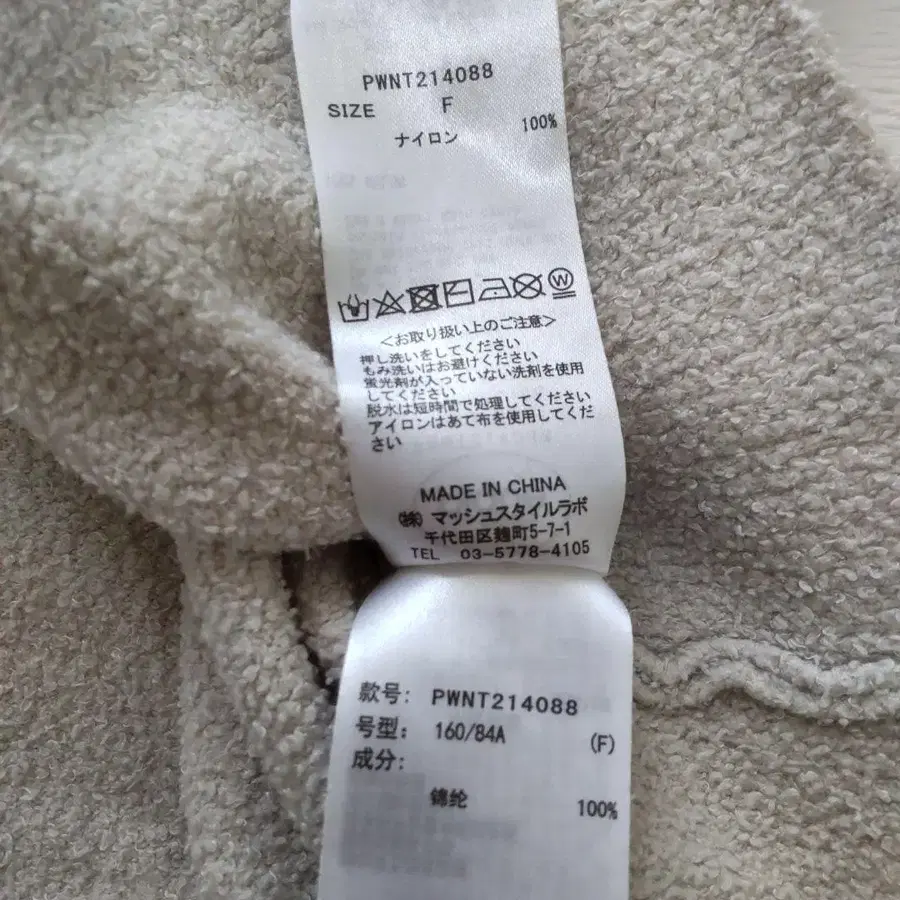 PWNT214088
SIZE F
ナイロン 100%
W
<お取り扱い上のご注意>
押し洗いをしてください
もみ洗いはお避けください
蛍光剤が入っていない洗剤を使用
してください
脱水は短時間で処理してください
アイロンはあて布を使用してくだ
さい
MADE IN CHINA
㈱ マッシュスタイルラボ
千代田区麹町5-7-1
TEL 03-5778-4105
款号: PWNT214088
号型: 160/84A (F)
成分:
锦纶 100%